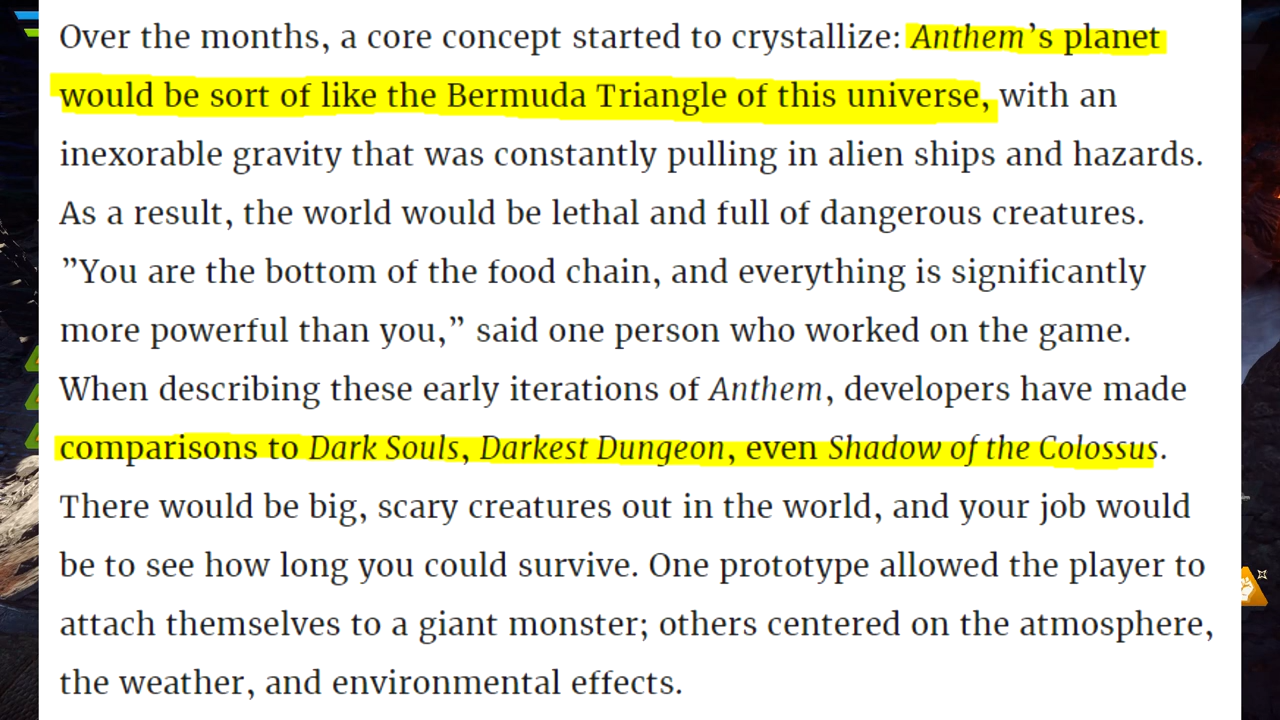 Over the months, a core concept started to crystallize: Anthem’s planet
would be sort of like the Bermuda Triangle of this universe, with an
inexorable gravity that was constantly pulling in alien ships and hazards.
As a result, the world would be lethal and full of dangerous creatures.
”You are the bottom of the food chain, and everything is significantly
more powerful than you,” said one person who worked on the game.
When describing these early iterations of Anthem, developers have made
comparisons to Dark Souls, Darkest Dungeon, even Shadow of the Colossus.
There would be big, scary creatures out in the world, and your job would
be to see how long you could survive. One prototype allowed the player to
attach themselves to a giant monster; others centered on the atmosphere,
the weather, and environmental effects.